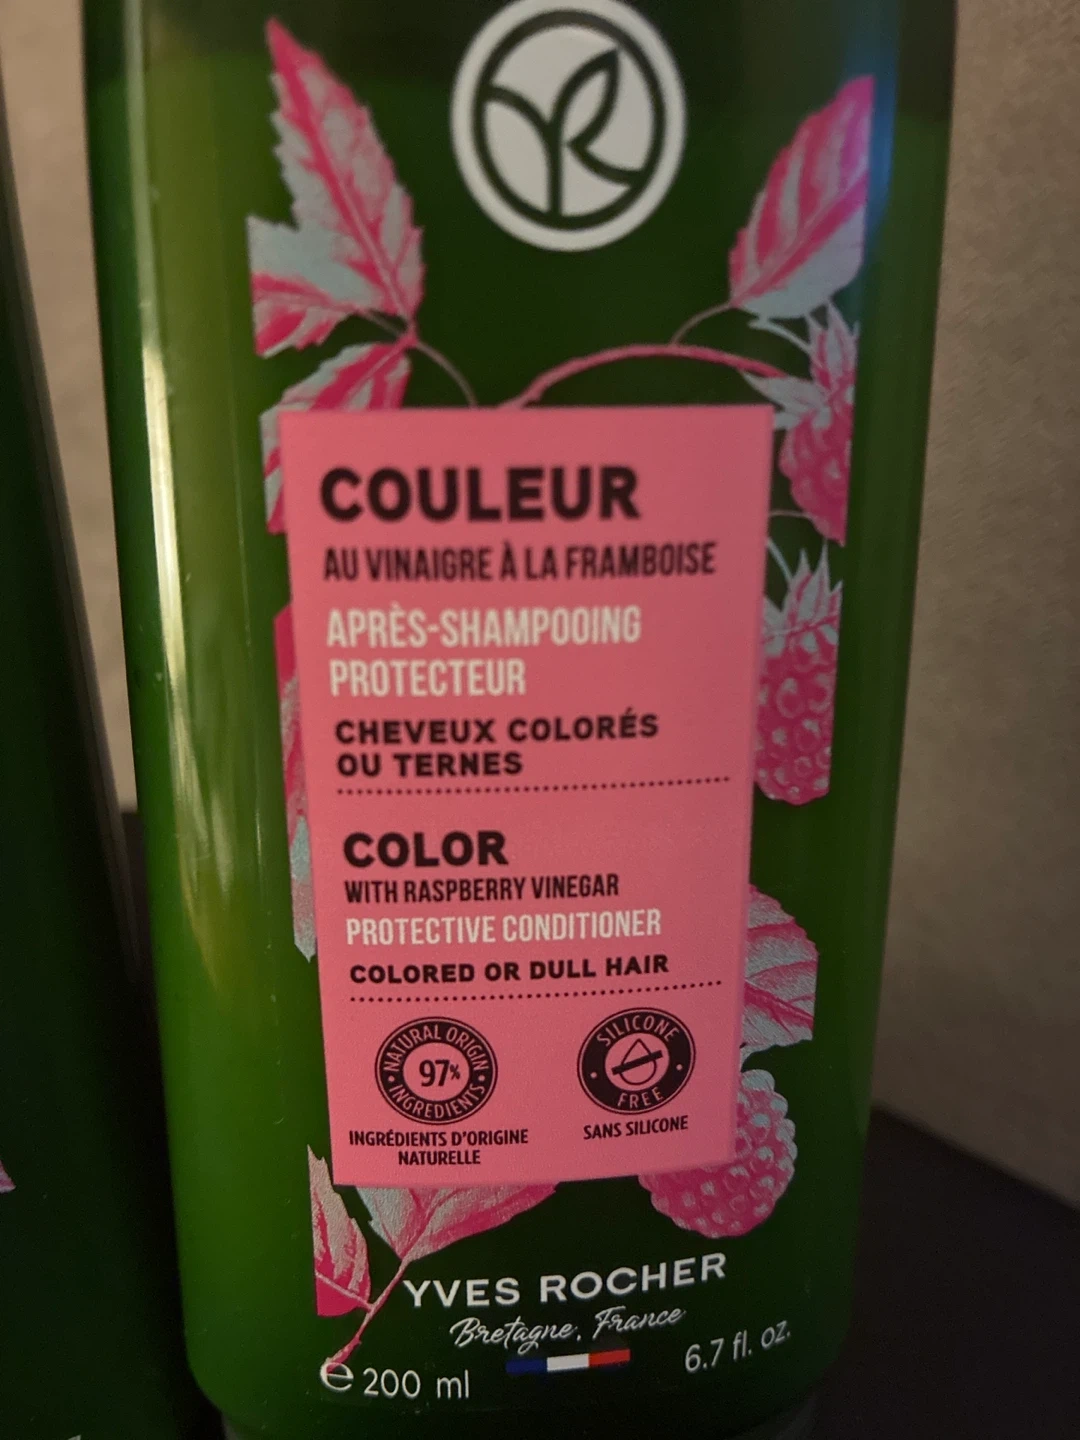 COULEUR
AU VINAIGRE À LA FRAMBOISE
APRÈS-SHAMPOOING
PROTECTEUR
CHEVEUX COLORÉS
OU TERNES
COLOR
WITH RASPBERRY VINEGAR
PROTECTIVE CONDITIONER
COLORED OR DULL HAIR
NATURAL ORIGIN
97%
INGREDIENTS
INGRÉDIENTS D'ORIGINE
NATURELLE
SILICONE
FREE
SANS SILICONE
YVES ROCHER
Bretagne, France
℮ 200 ml
6.7 fl. oz.